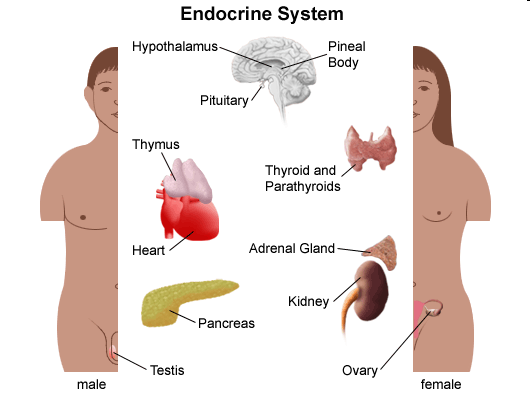 Endocrine System
Hypothalamus
Pineal
Body
Pituitary
Thymus
Thyroid and
Parathyroids
Heart
Adrenal Gland
Kidney
Pancreas
Testis
Ovary
male
female